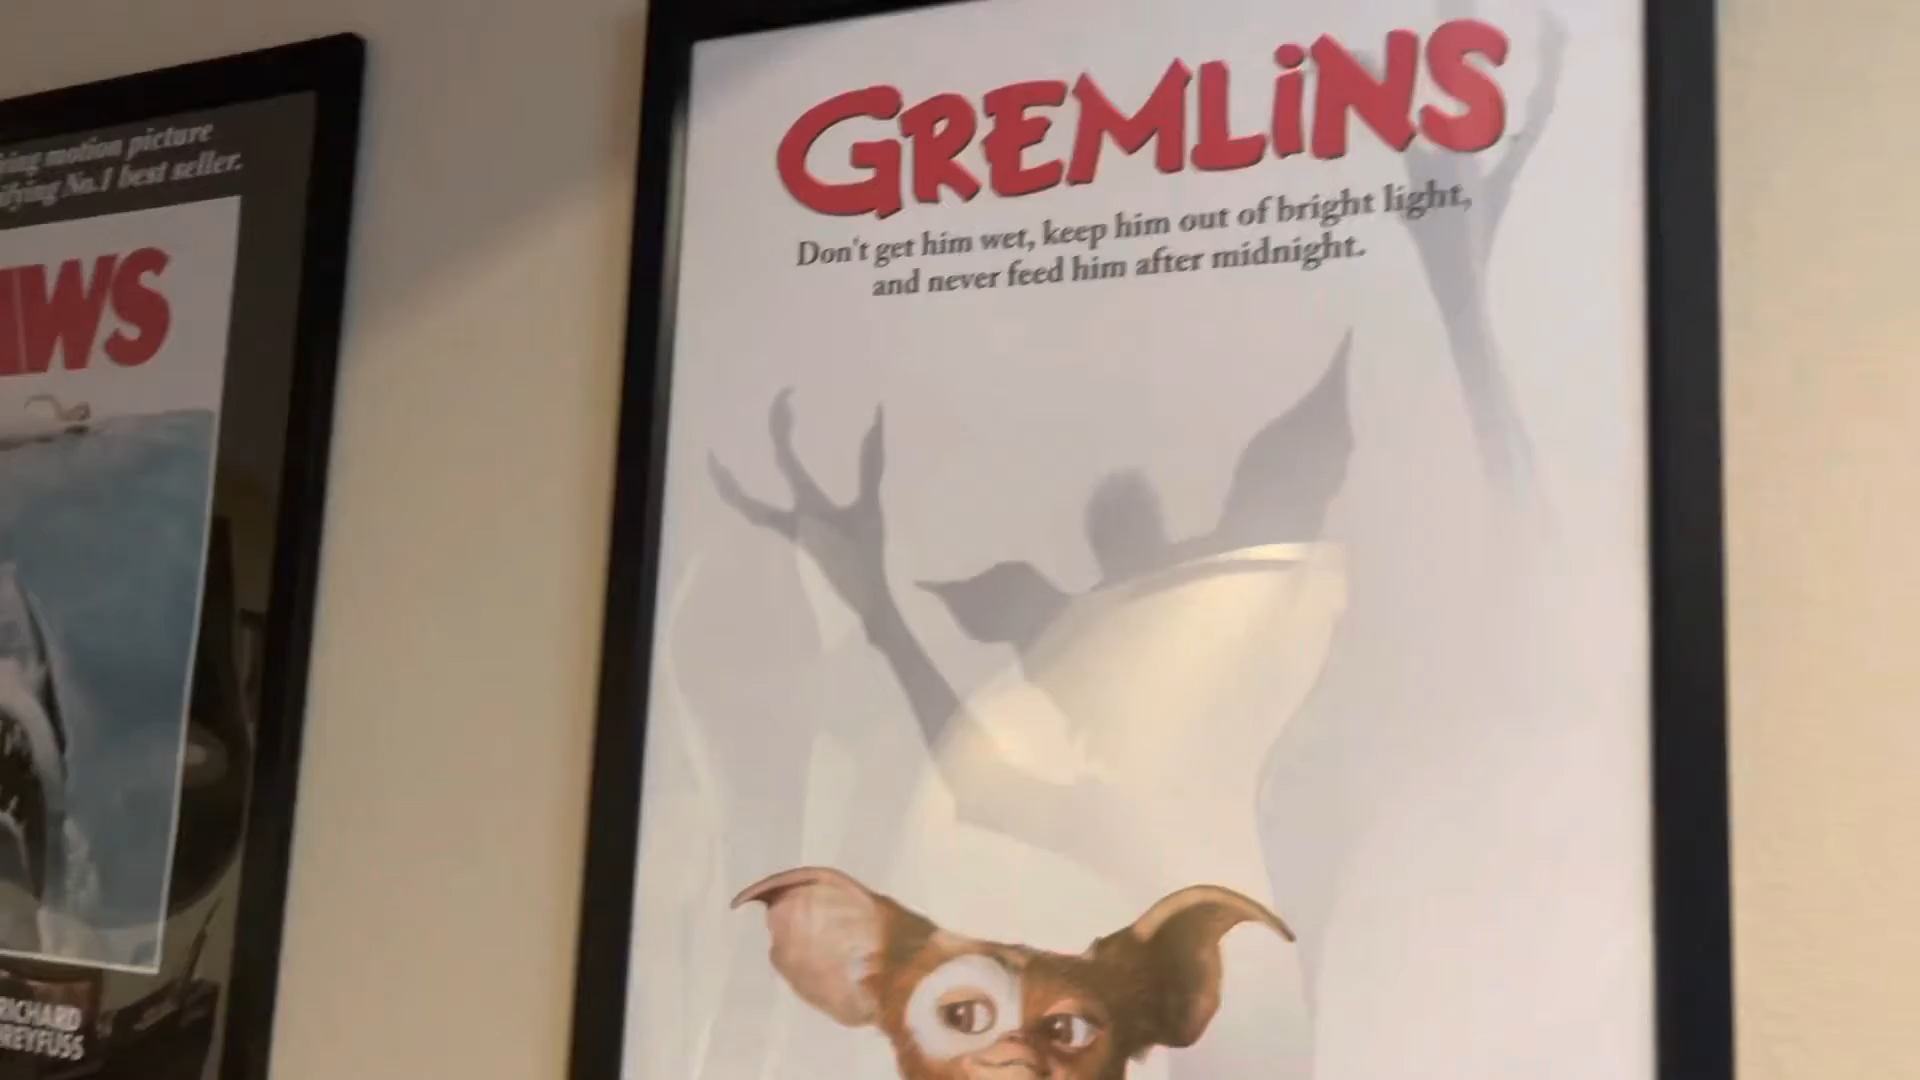 motion picture
No.1 best seller.
WS
RICHARD
GREMLiNS
Don't get him wet, keep him out of bright light,
and never feed him after midnight.